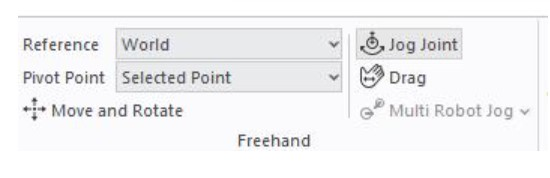 Reference World Jog Joint
Pivot Point Selected Point Drag
Move and Rotate Multi Robot Jog
Freehand